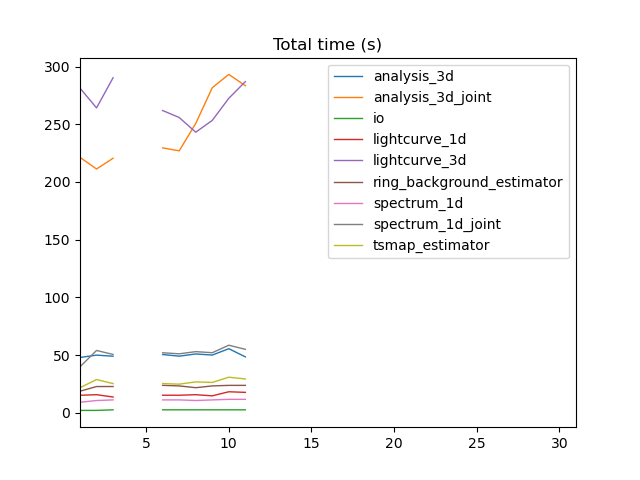 Total time (s)
300
250
200
150
100
50
0
5
10
15
20
25
30
analysis_3d
analysis_3d_joint
io
lightcurve_1d
lightcurve_3d
ring_background_estimator
spectrum_1d
spectrum_1d_joint
tsmap_estimator